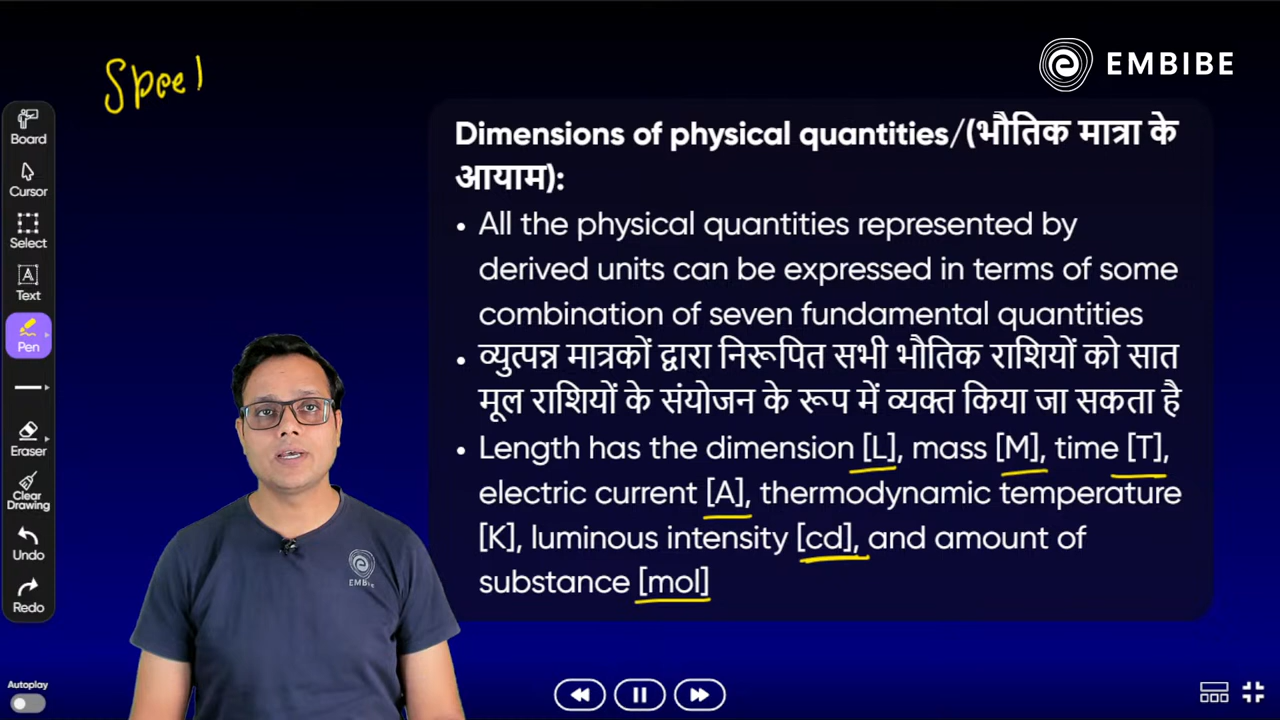 Spee
EMBIBE
Board
Cursor
Select
Text
Pen
Eraser
Clear
Drawing
Undo
Redo
Autoplay
Dimensions of physical quantities/(भौतिक मात्रा के
आयाम):
• All the physical quantities represented by
derived units can be expressed in terms of some
combination of seven fundamental quantities
• व्युत्पन्न मात्रकों द्वारा निरूपित सभी भौतिक राशियों को सात
मूल राशियों के संयोजन के रूप में व्यक्त किया जा सकता है
• Length has the dimension [L], mass [M], time [T],
electric current [A], thermodynamic temperature
[K], luminous intensity [cd], and amount of
substance [mol]